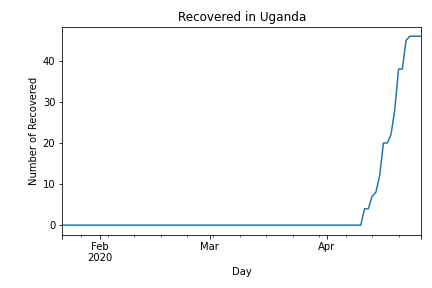 Recovered in Uganda
Number of Recovered
40
30
20
10
0
Feb
2020
Mar
Apr
Day